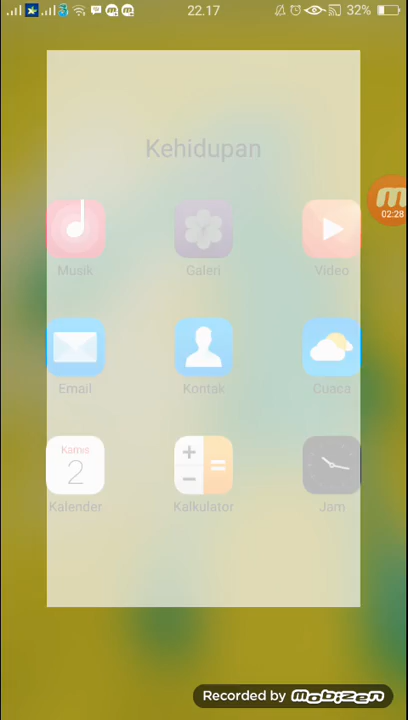 22.17
32%
Kehidupan
02:28
Musik
Galeri
Video
Email
Kontak
Cuaca
Kamis
2
Kalender
Kalkulator
Jam
Recorded by mobizen